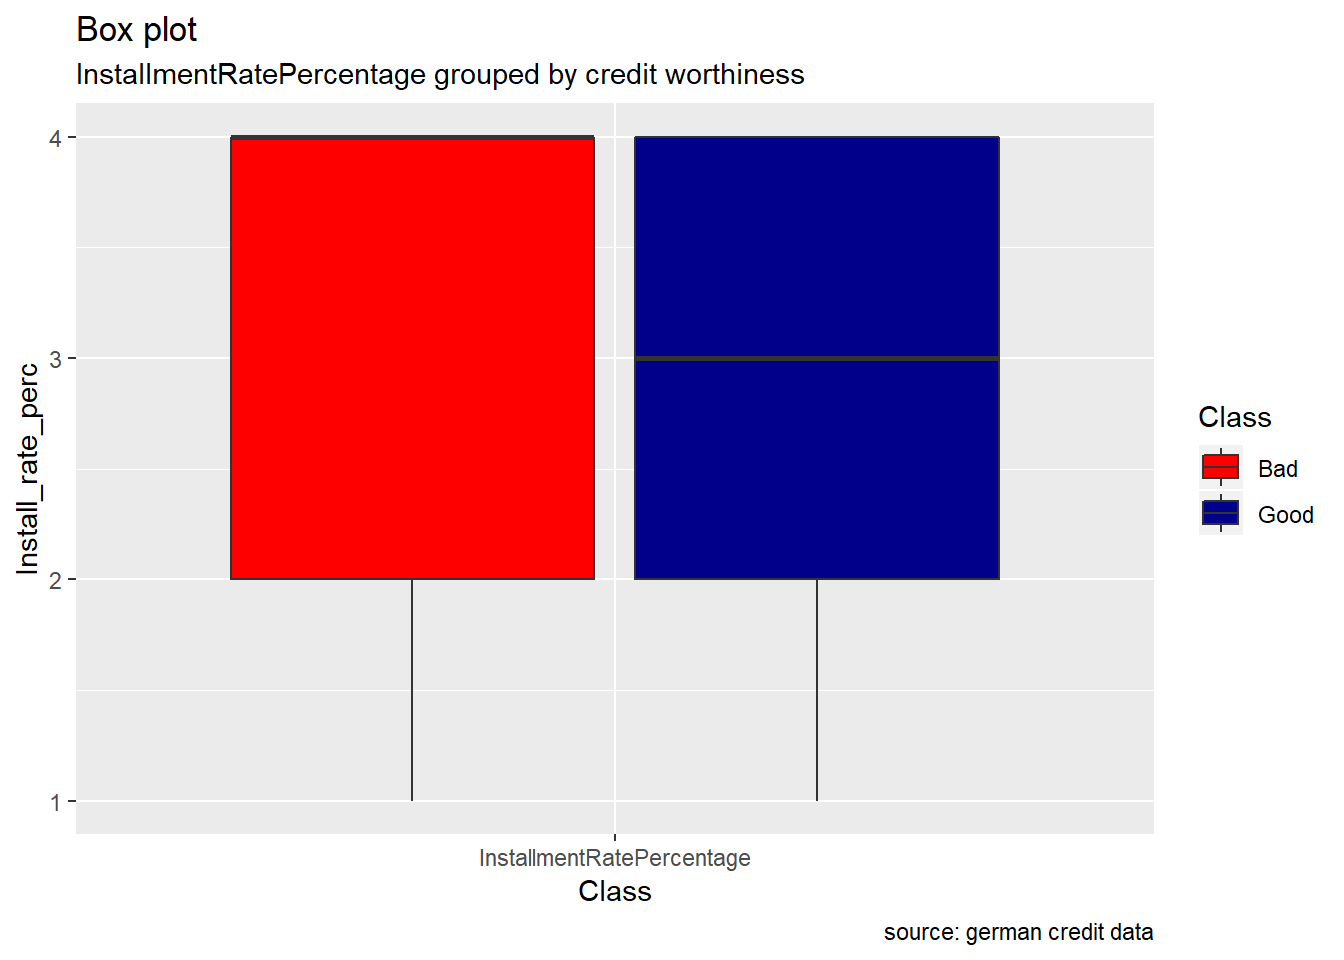 Box plot
InstallmentRatePercentage grouped by credit worthiness
4
3
2
1
Install_rate_perc
InstallmentRatePercentage
Class
Class
Bad
Good
source: german credit data